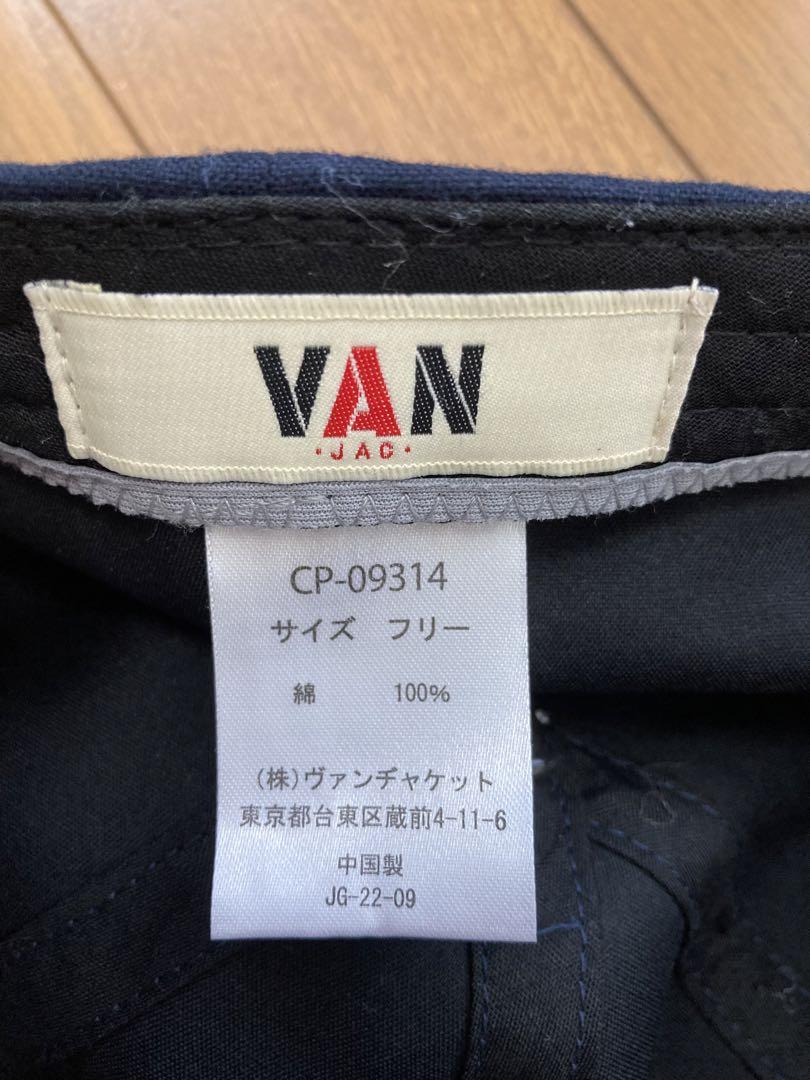 VAN
・JAC・
CP-09314
サイズ　フリー
綿　100%
(株)ヴァンヂャケット
東京都台東区蔵前4-11-6
中国製
JG-22-09